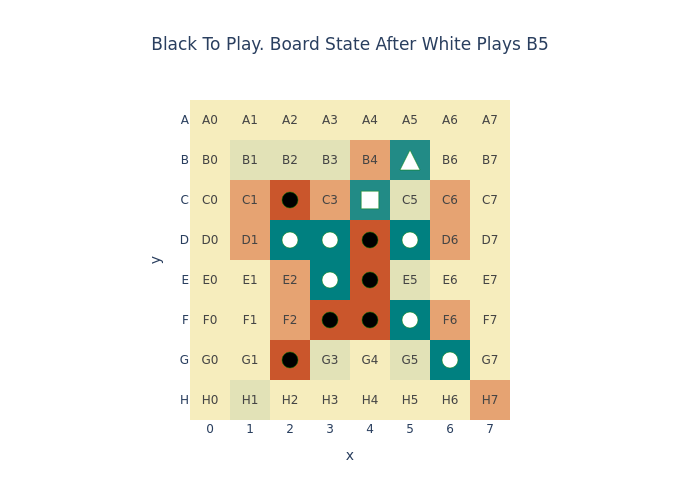 Black To Play. Board State After White Plays B5
A A0 A1 A2 A3 A4 A5 A6 A7
B B0 B1 B2 B3 B4 B6 B7
C C0 C1 C3 C5 C6 C7
D D0 D1 D6 D7
y
E E0 E1 E2 E5 E6 E7
F F0 F1 F2 F6 F7
G G0 G1 G3 G4 G5 G7
H H0 H1 H2 H3 H4 H5 H6 H7
0 1 2 3 4 5 6 7
x